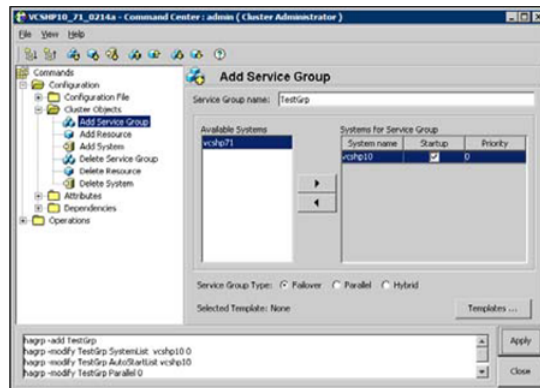 VCSHP10_71_0214a - Command Center : admin ( Cluster Administrator )
File View Help
Commands
Configuration
Configuration File
Cluster Objects
Add Service Group
Add Resource
Add System
Delete Service Group
Delete Resource
Delete System
Attributes
Dependencies
Operations
Add Service Group
Service Group name: TestGrp
Available Systems
vcshp71
Systems for Service Group
System name Startup Priority
vcshp10 0
Service Group Type: Failover Parallel Hybrid
Selected Template: None
Templates ...
hagrp -add TestGrp
hagrp -modify TestGrp SystemList vcshp10 0
hagrp -modify TestGrp AutoStartList vcshp10
hagrp -modify TestGrp Parallel 0
Apply
Close